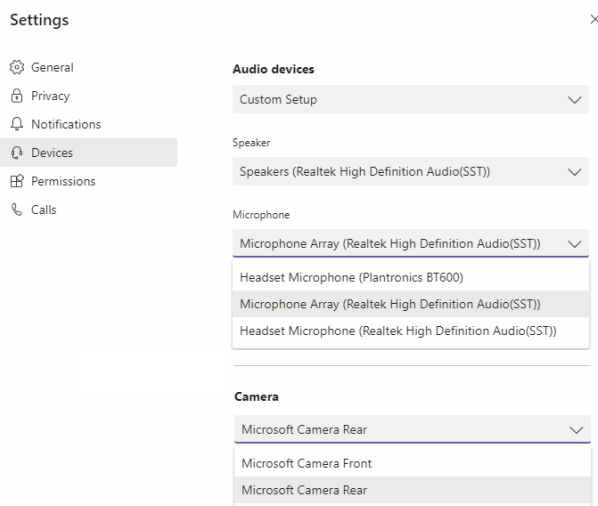 Settings
General
Privacy
Notifications
Devices
Permissions
Calls
Audio devices
Custom Setup
Speaker
Speakers (Realtek High Definition Audio(SST))
Microphone
Microphone Array (Realtek High Definition Audio(SST))
Headset Microphone (Plantronics BT600)
Microphone Array (Realtek High Definition Audio(SST))
Headset Microphone (Realtek High Definition Audio(SST))
Camera
Microsoft Camera Rear
Microsoft Camera Front
Microsoft Camera Rear